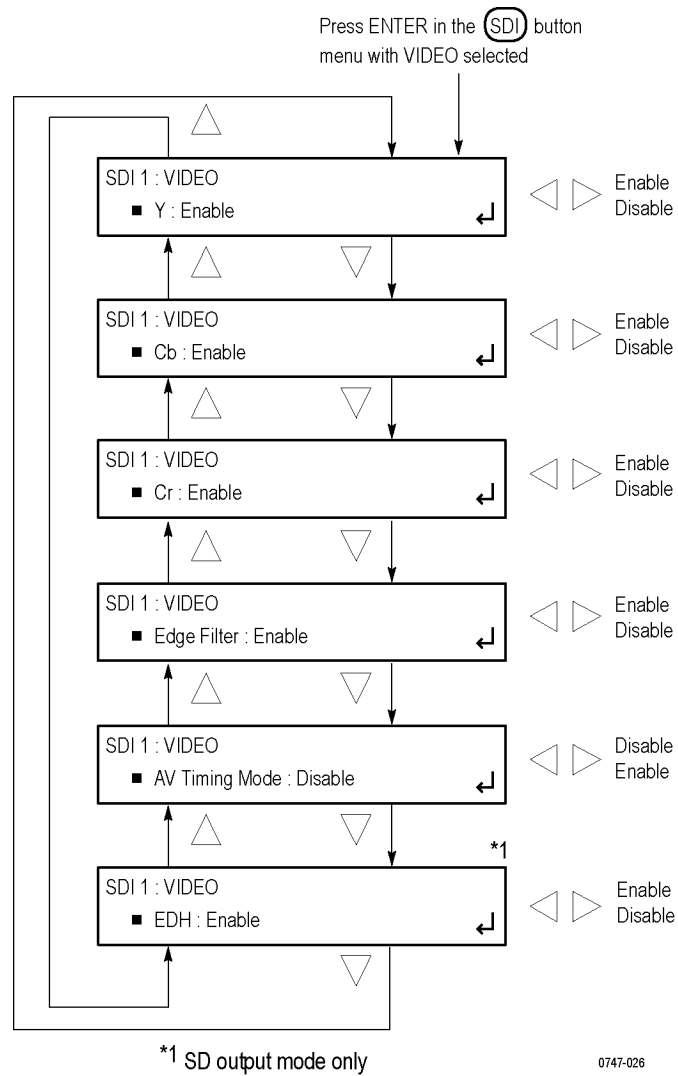 Press ENTER in the SDI button
menu with VIDEO selected
SDI 1 : VIDEO
■ Y : Enable
Enable
Disable
SDI 1 : VIDEO
■ Cb : Enable
Enable
Disable
SDI 1 : VIDEO
■ Cr : Enable
Enable
Disable
SDI 1 : VIDEO
■ Edge Filter : Enable
Enable
Disable
SDI 1 : VIDEO
■ AV Timing Mode : Disable
Disable
Enable
*1
SDI 1 : VIDEO
■ EDH : Enable
Enable
Disable
*1 SD output mode only
0747-026